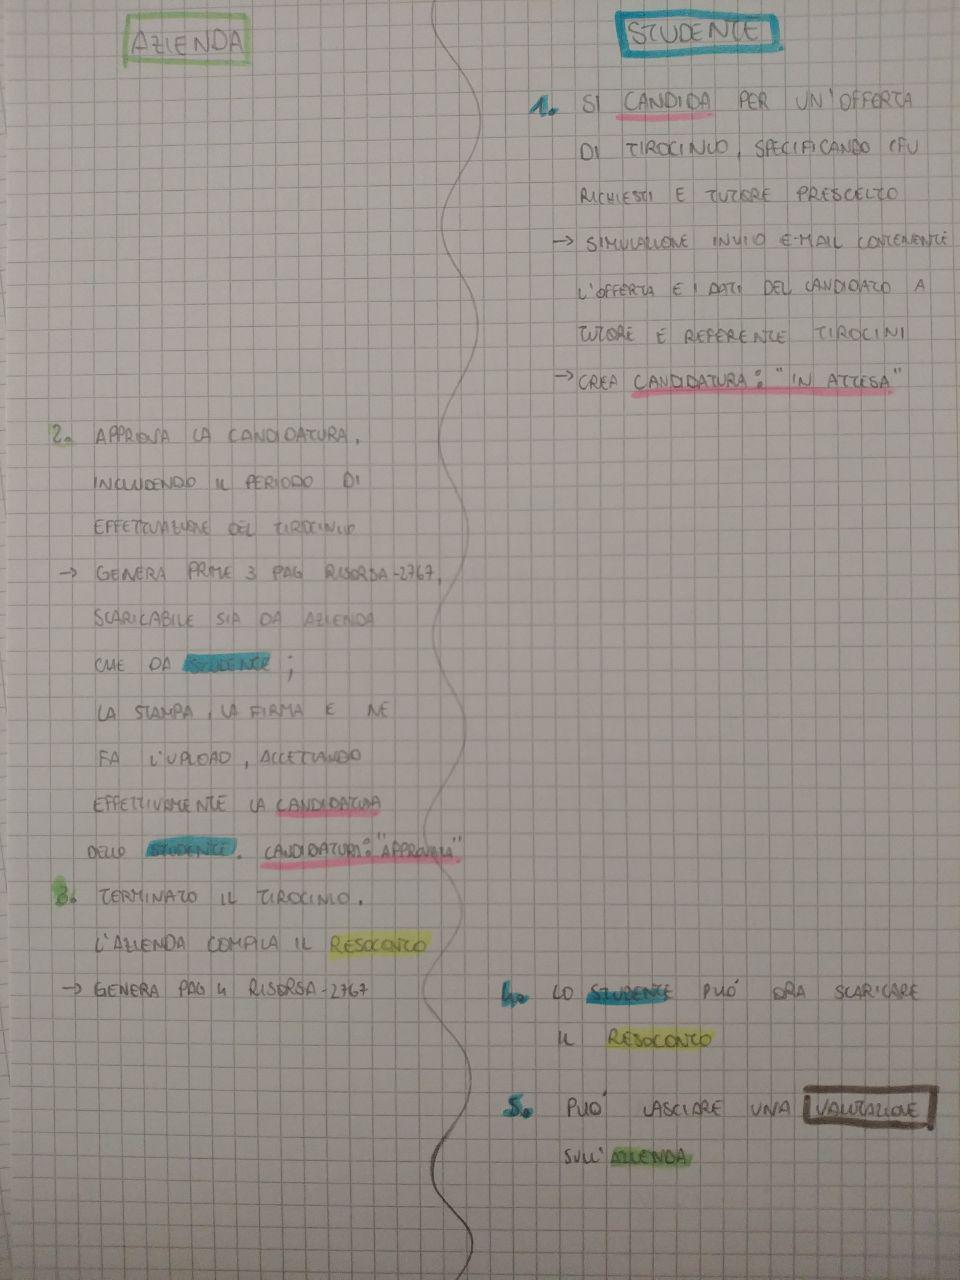 AZIENDA
STUDENTE
1. SI CANDIDA PER UN'OFFERTA
DI TIROCINIO, SPECIFICANDO CFU
RICHIESTI E TUTORE PRESCELTO
→ SIMULAZIONE INVIO E-MAIL CONTENENTE
L'OFFERTA E I DATI DEL CANDIDATO A
TUTORE E REFERENTE TIROCINI
→ CREA CANDIDATURA: "IN ATTESA"
2. APPROVA LA CANDIDATURA,
INCLUDENDO IL PERIODO DI
EFFETTUAZIONE DEL TIROCINIO
→ GENERA PRIME 3 PAG RISORSA-2767,
SCARICABILE SIA DA AZIENDA
CHE DA STUDENTE ;
LA STAMPA, LA FIRMA E NE
FA L'UPLOAD, ACCETTANDO
EFFETTIVAMENTE LA CANDIDATURA
DELLO STUDENTE. CANDIDATURA: "APPROVATA"
3. TERMINATO IL TIROCINIO,
L'AZIENDA COMPILA IL RESOCONTO
→ GENERA PAG 4 RISORSA-2767
4. LO STUDENTE PUÒ ORA SCARICARE
IL RESOCONTO
5. PUÒ LASCIARE UNA VALUTAZIONE
SULL'AZIENDA